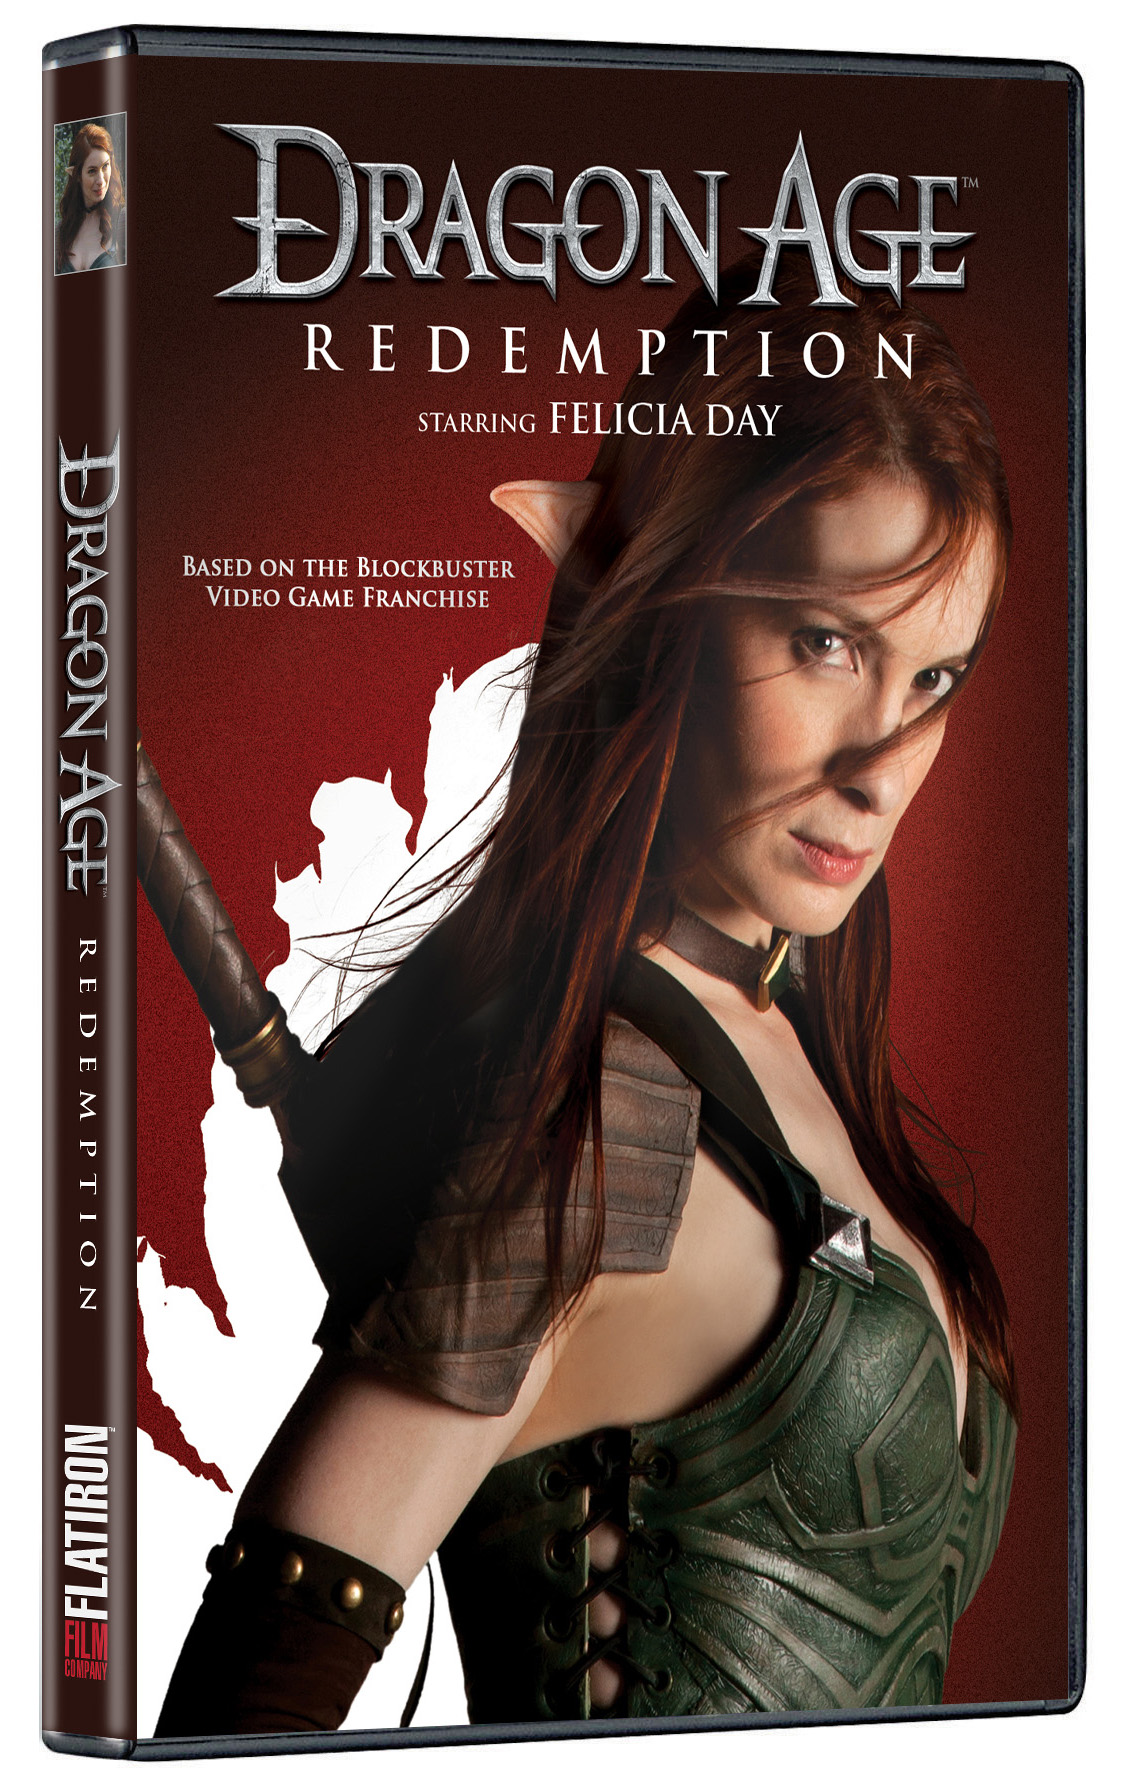 DRAGON AGE™
REDEMPTION
STARRING FELICIA DAY
BASED ON THE BLOCKBUSTER
VIDEO GAME FRANCHISE
DRAGON AGE™ REDEMPTION
FLATIRON™
FILM
COMPANY